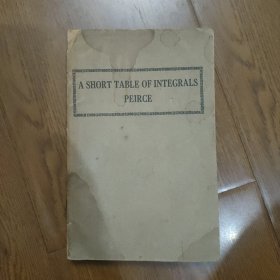 A SHORT TABLE OF INTEGRALS
PEIRCE